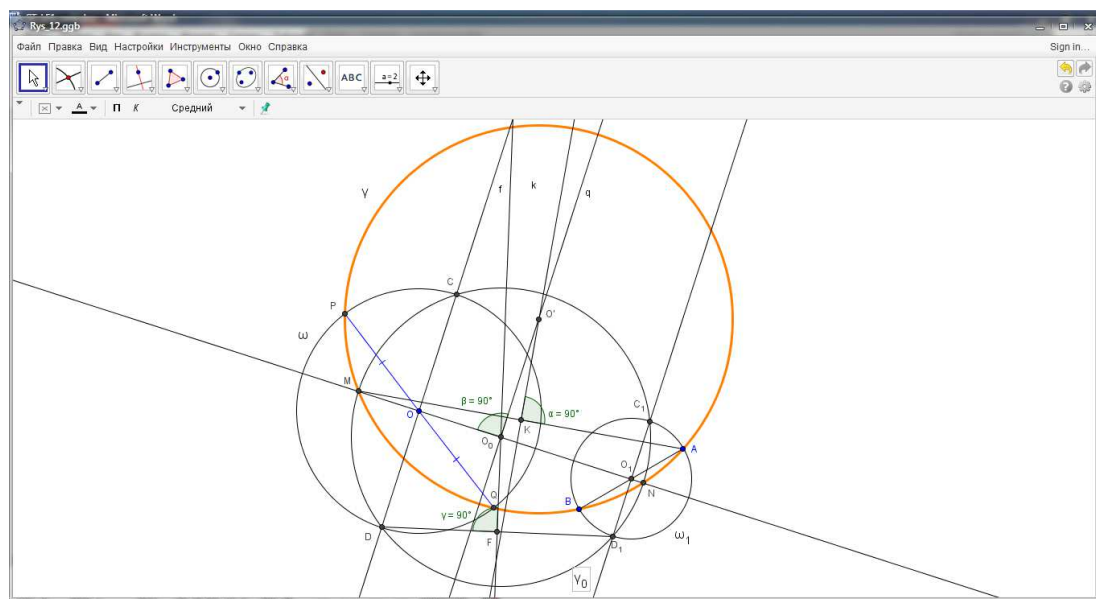 Rys_12.ggb
Файл Правка Вид Настройки Инструменты Окно Справка
Sign in...
ABC a=2
A П К Средний
γ
f k q
C
P
O'
ω
M
β = 90°
O
α = 90°
C₁
K
O₀
A
O₁
Q
N
B
γ = 90°
D
F
D₁
ω₁
γ₀